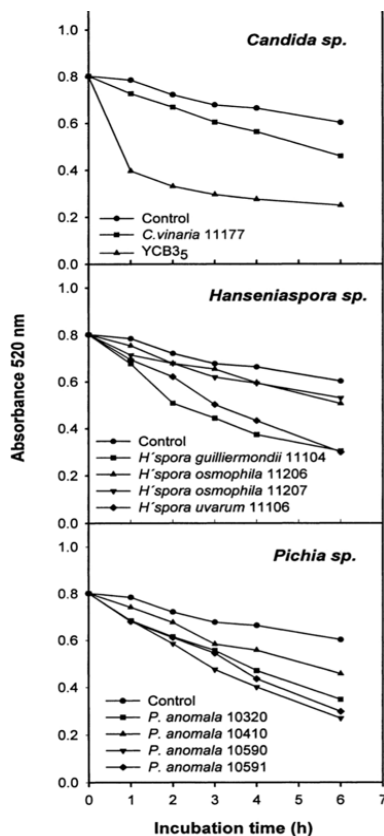 Absorbance 520 nm
1.0
Candida sp.
0.8
0.6
0.4
0.2
Control
C.vinaria 11177
YCB3₅
0.0
1.0
Hanseniaspora sp.
0.8
0.6
0.4
0.2
Control
H´spora guilliermondii 11104
H´spora osmophila 11206
H´spora osmophila 11207
H´spora uvarum 11106
0.0
1.0
Pichia sp.
0.8
0.6
0.4
0.2
Control
P. anomala 10320
P. anomala 10410
P. anomala 10590
P. anomala 10591
0.0
0 1 2 3 4 5 6 7
Incubation time (h)